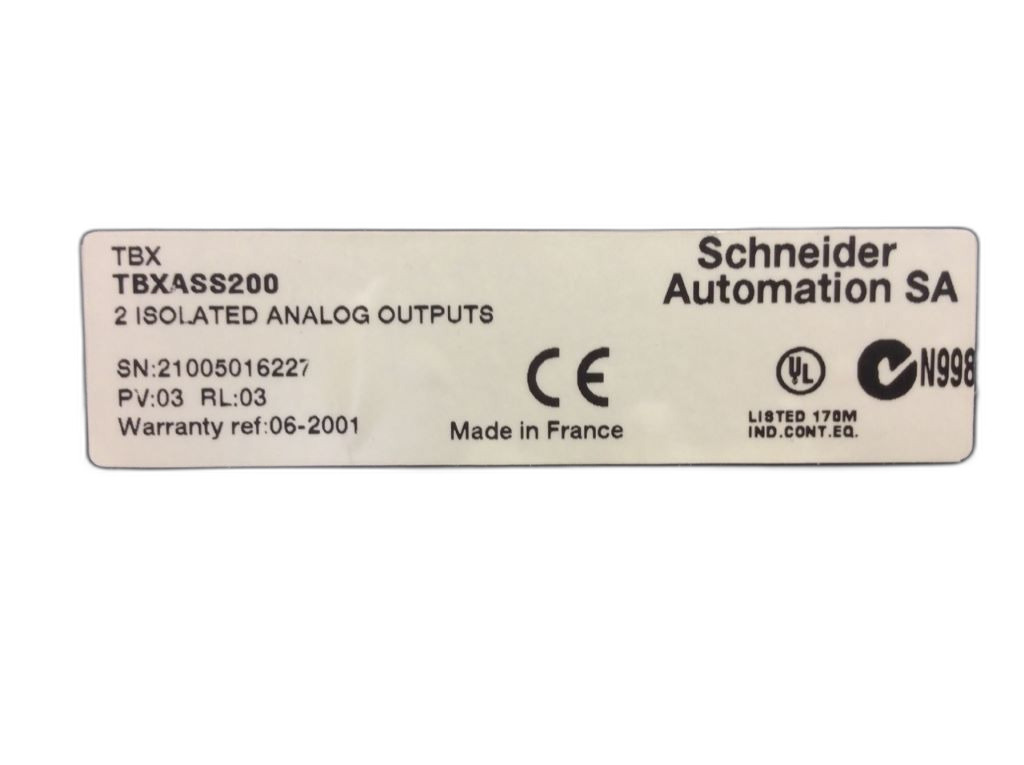 TBX
TBXASS200
2 ISOLATED ANALOG OUTPUTS
Schneider
Automation SA
SN:21005016227
PV:03 RL:03
Warranty ref:06-2001
CE
Made in France
UL
LISTED 170M
IND.CONT.EQ.
N998